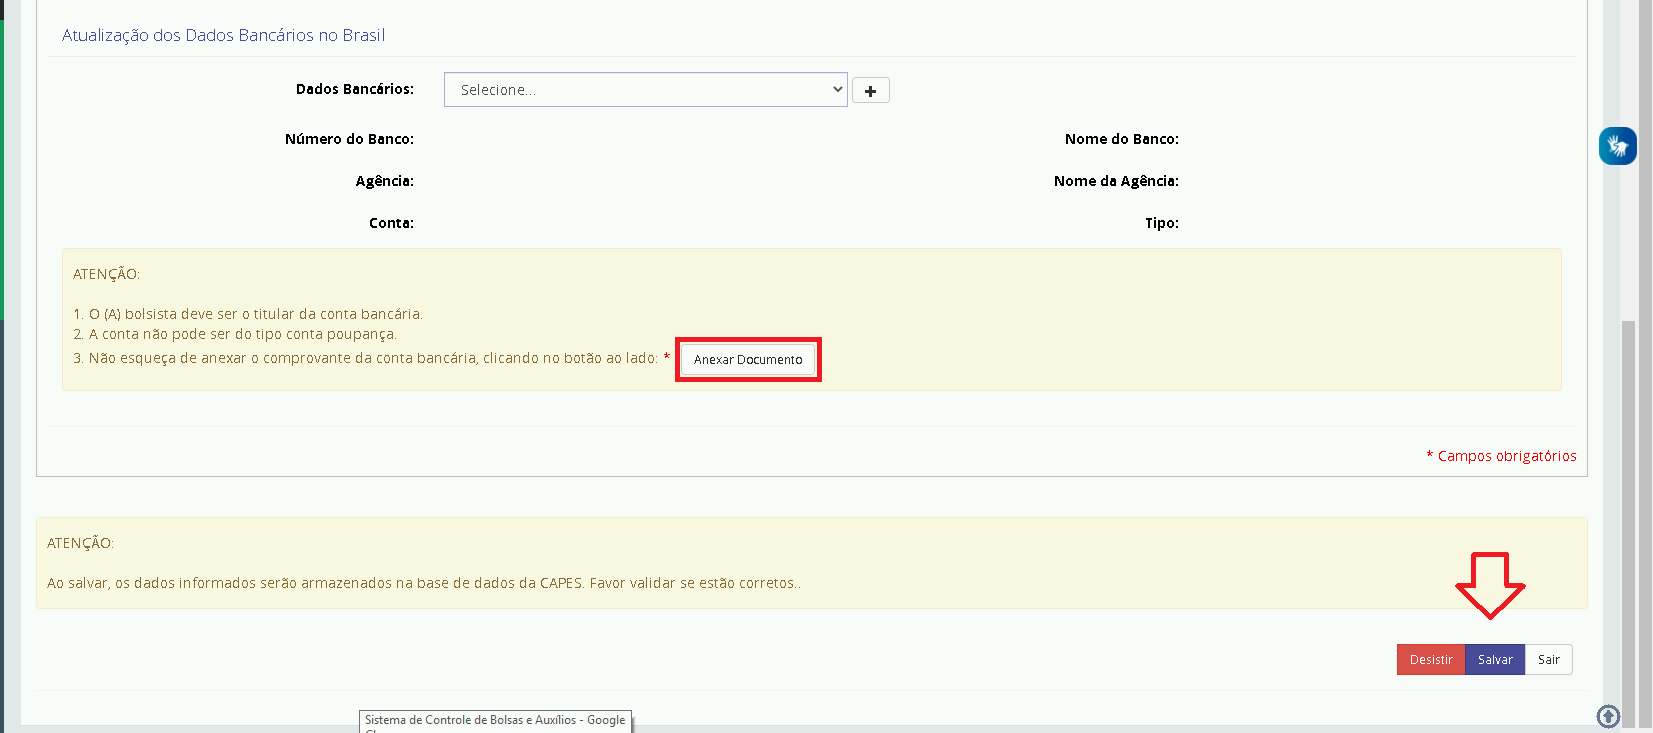 Atualização dos Dados Bancários no Brasil
Dados Bancários: Selecione...
Número do Banco: Nome do Banco:
Agência: Nome da Agência:
Conta: Tipo:
ATENÇÃO:
1. O (A) bolsista deve ser o titular da conta bancária.
2. A conta não pode ser do tipo conta poupança.
3. Não esqueça de anexar o comprovante da conta bancária, clicando no botão ao lado: * Anexar Documento
* Campos obrigatórios
ATENÇÃO:
Ao salvar, os dados informados serão armazenados na base de dados da CAPES. Favor validar se estão corretos..
Desistir Salvar Sair
Sistema de Controle de Bolsas e Auxílios - Google